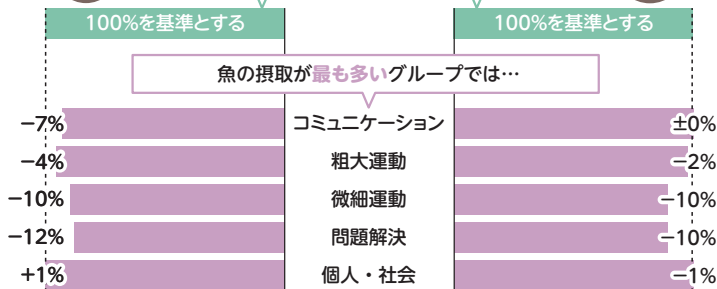 100%を基準とする 100%を基準とする
魚の摂取が最も多いグループでは…
−7% コミュニケーション ±0%
−4% 粗大運動 −2%
−10% 微細運動 −10%
−12% 問題解決 −10%
+1% 個人・社会 −1%